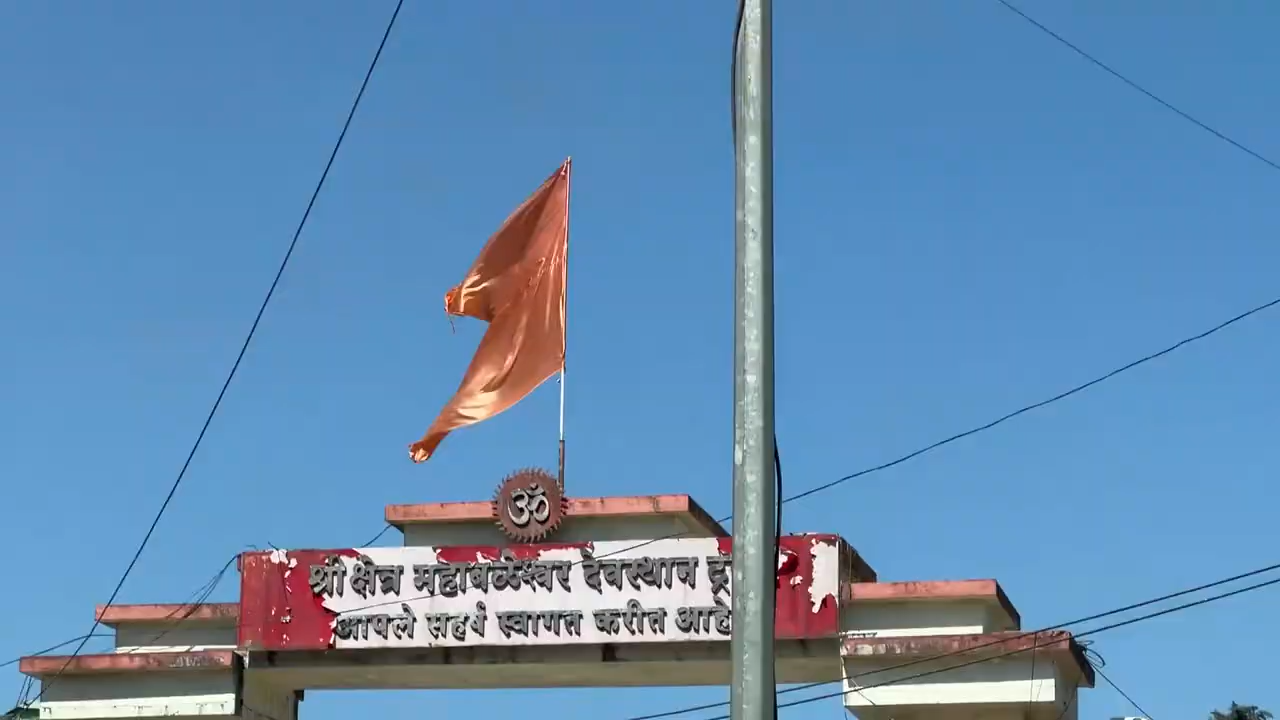 ॐ
श्री क्षेत्र महाबळेश्वर देवस्थान
आपले सहर्ष स्वागत करीत आहे